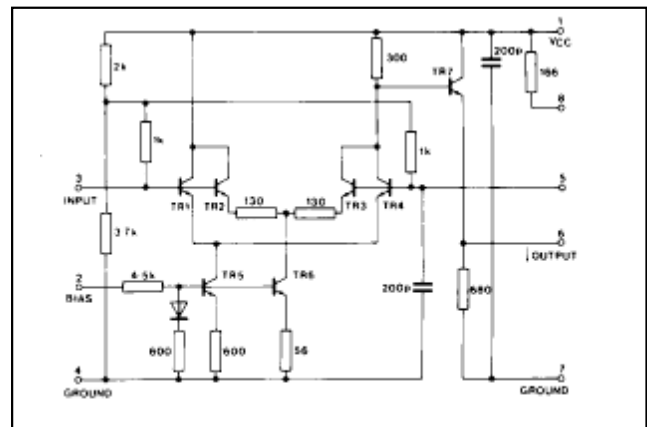 1
VCC
2k
300
200p
166
TR7
8
1k
1k
3
INPUT
5
130
130
TR1
TR2
TR3
TR4
6
OUTPUT
3·7k
2
BIAS
4·5k
TR5
TR6
200p
680
600
600
56
4
GROUND
7
GROUND